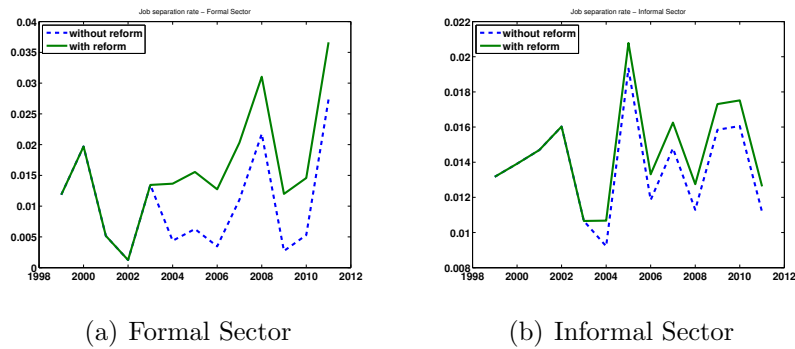 Job separation rate – Formal Sector
0.04
0.035
0.03
0.025
0.02
0.015
0.01
0.005
0
1998 2000 2002 2004 2006 2008 2010 2012
without reform
with reform
(a) Formal Sector
Job separation rate – Informal Sector
0.022
0.02
0.018
0.016
0.014
0.012
0.01
0.008
1998 2000 2002 2004 2006 2008 2010 2012
without reform
with reform
(b) Informal Sector